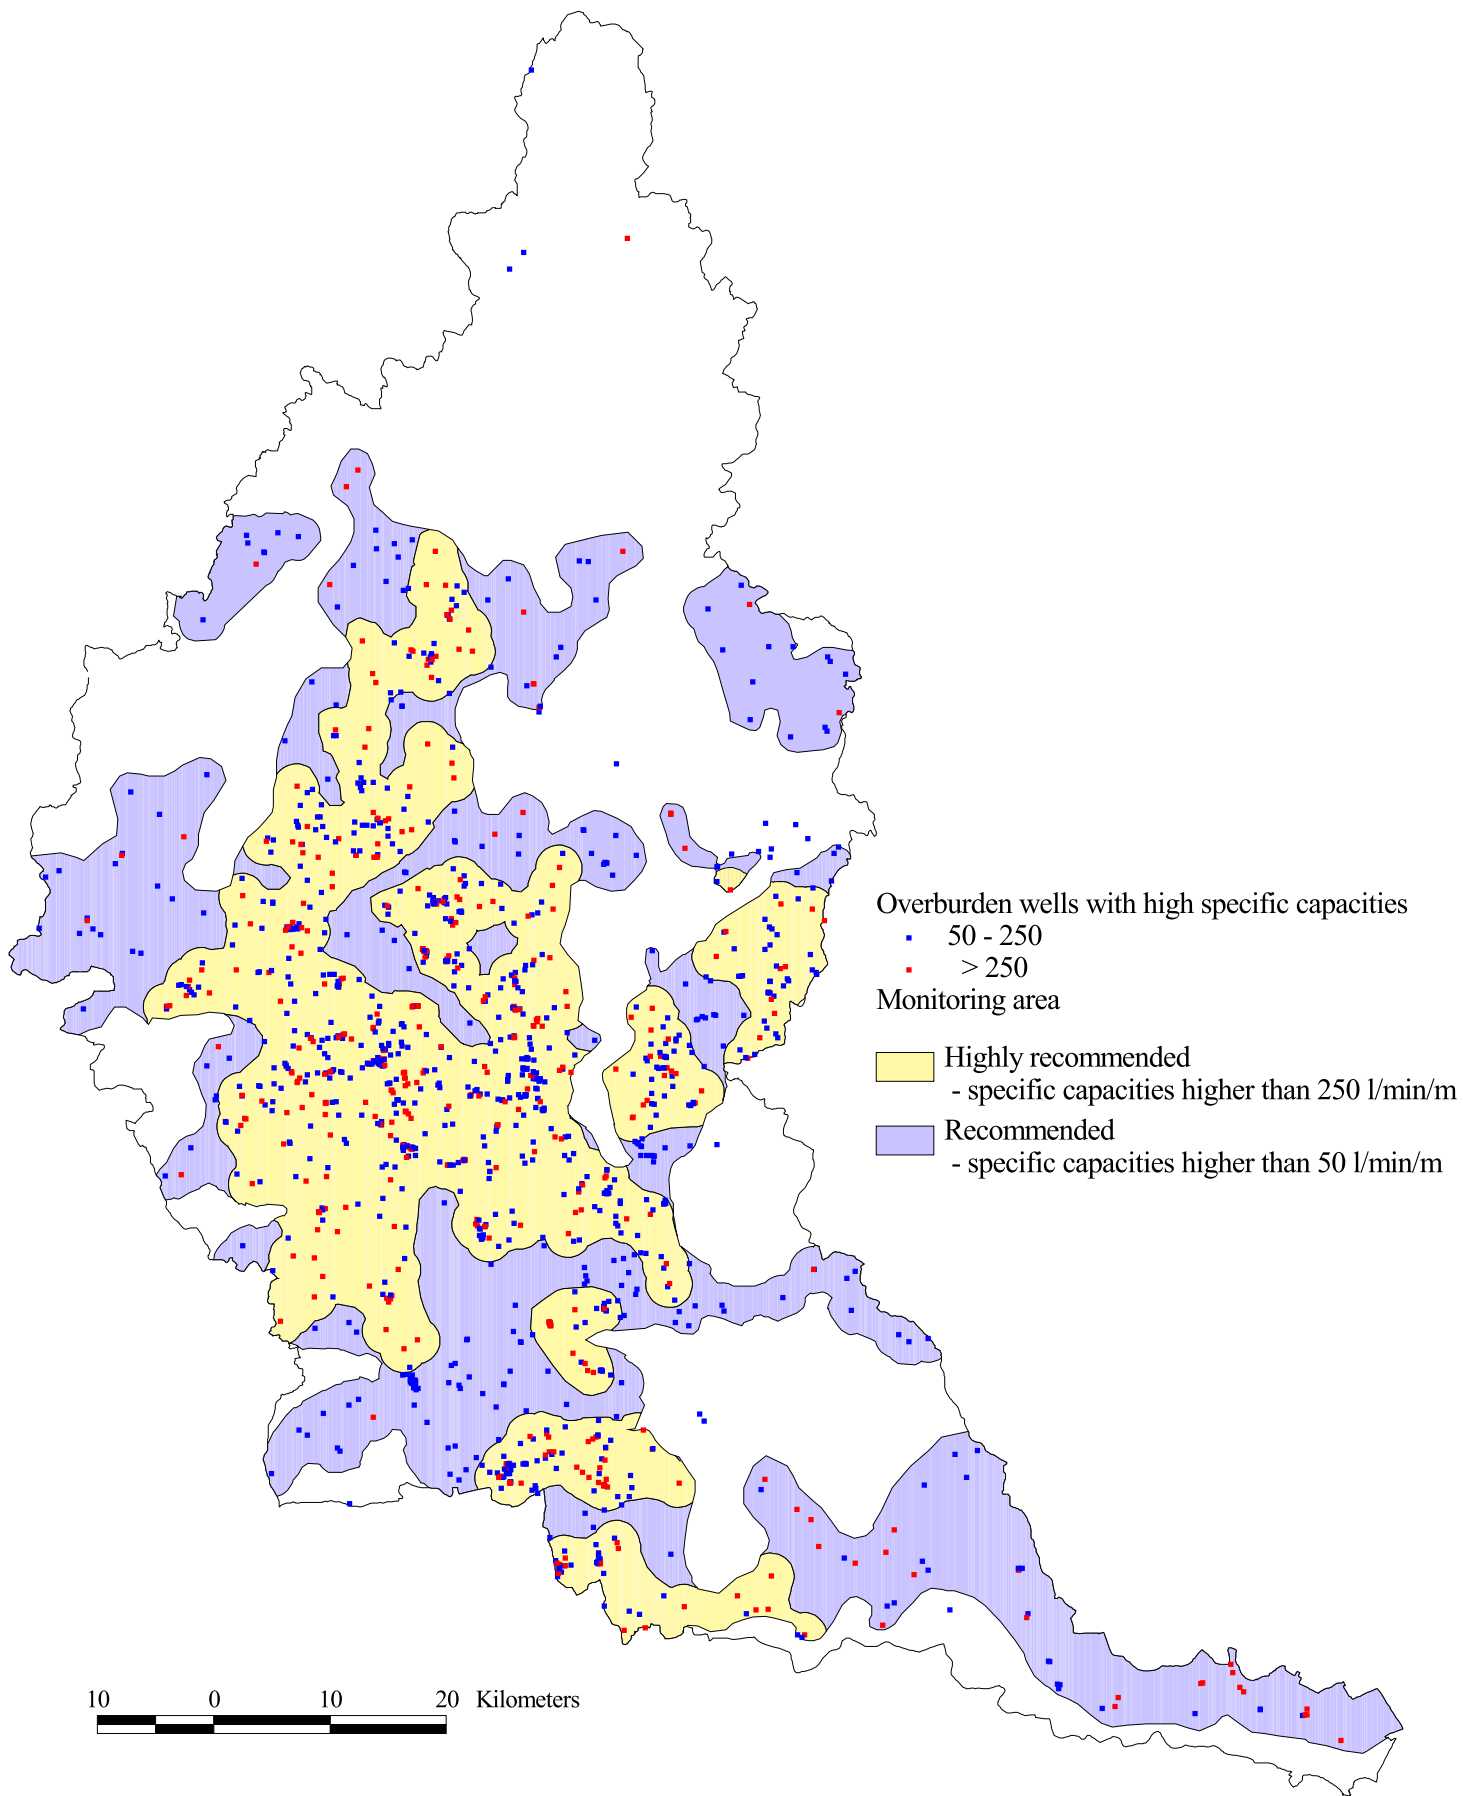 Overburden wells with high specific capacities
50 - 250
> 250
Monitoring area
Highly recommended
- specific capacities higher than 250 l/min/m
Recommended
- specific capacities higher than 50 l/min/m
10 0 10 20 Kilometers